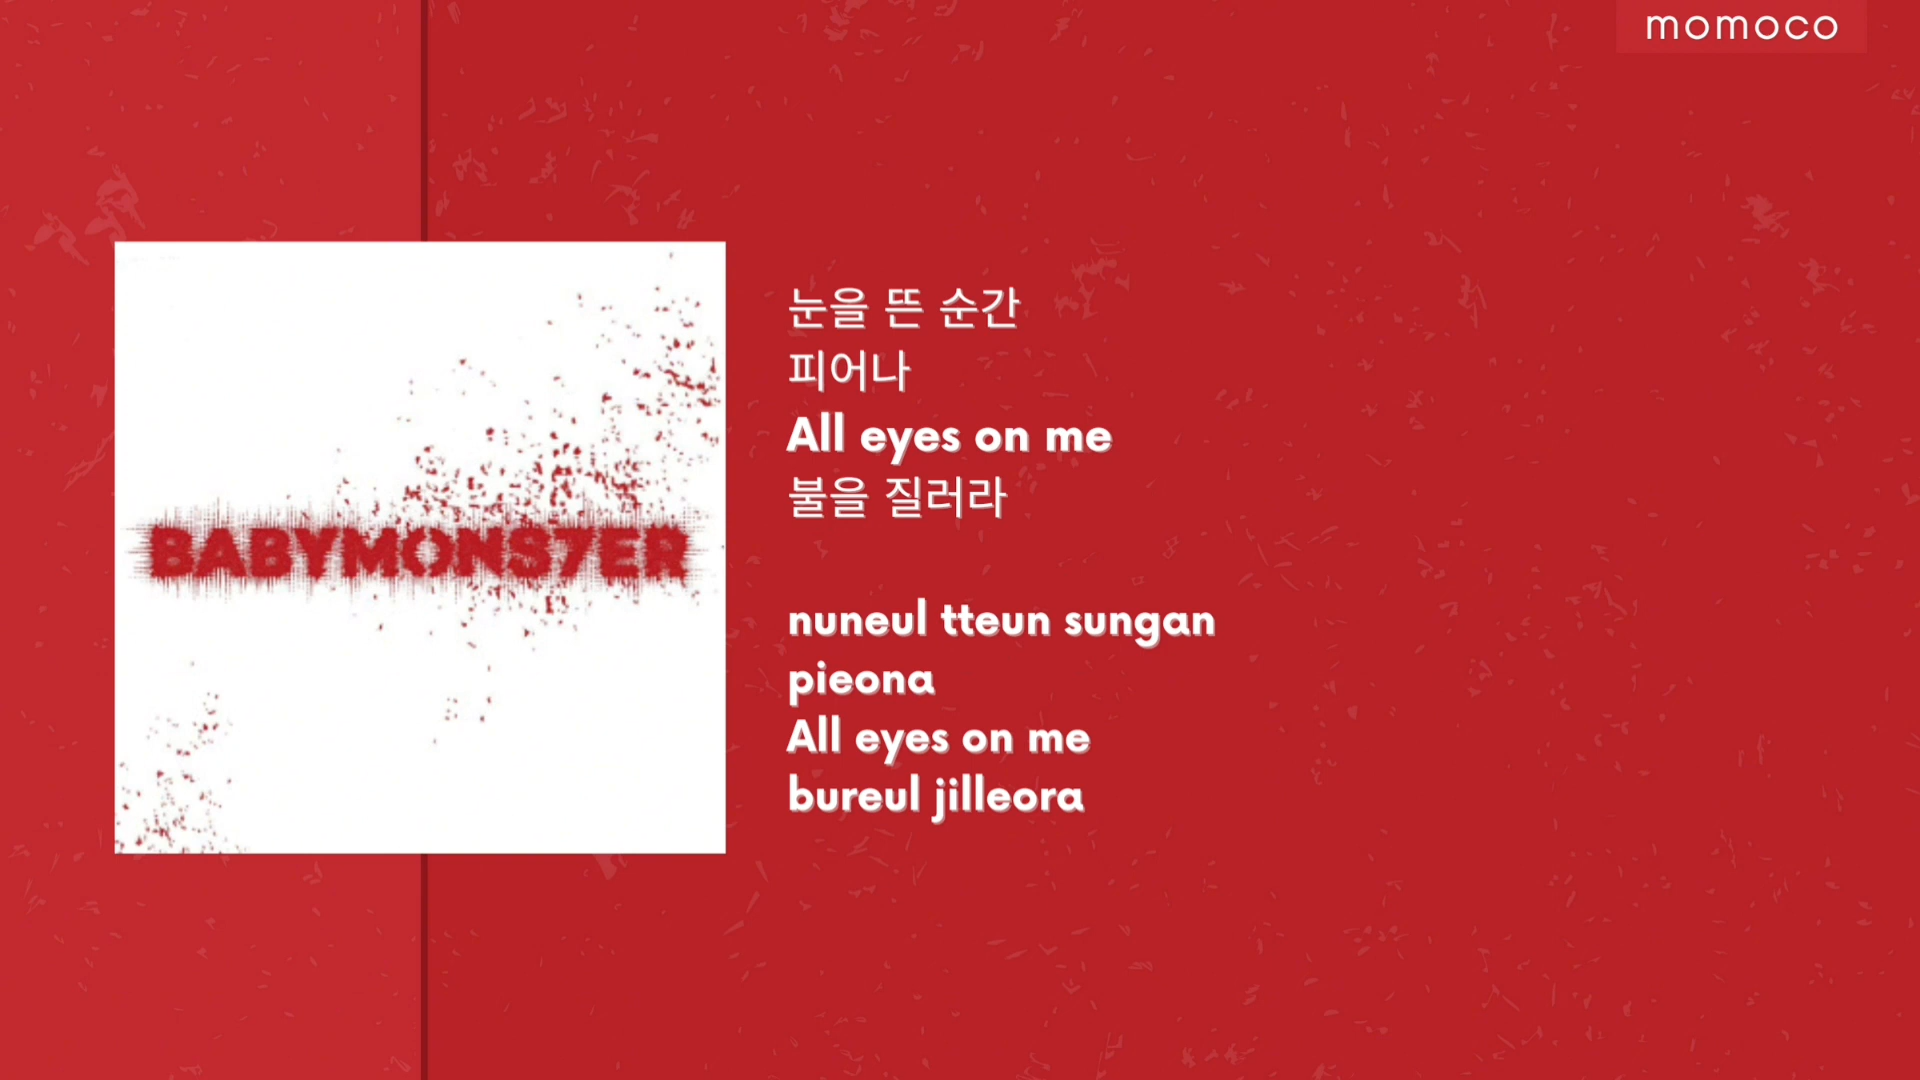 momoco
BABYMONS7ER
눈을 뜬 순간
피어나
All eyes on me
불을 질러라
nuneul tteun sungan
pieona
All eyes on me
bureul jilleora